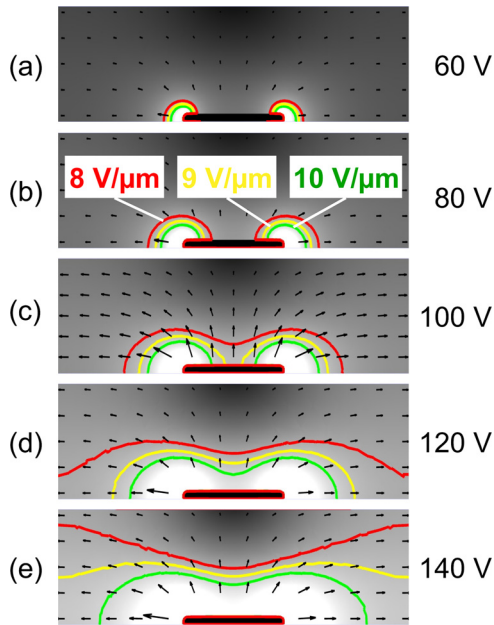 (a) 60 V
(b) 80 V
8 V/μm 9 V/μm 10 V/μm
(c) 100 V
(d) 120 V
(e) 140 V